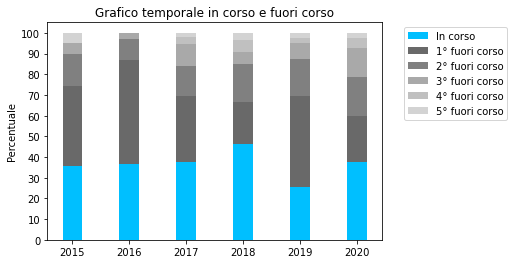 Grafico temporale in corso e fuori corso
Percentuale
100
90
80
70
60
50
40
30
20
10
0
2015 2016 2017 2018 2019 2020
In corso
1° fuori corso
2° fuori corso
3° fuori corso
4° fuori corso
5° fuori corso